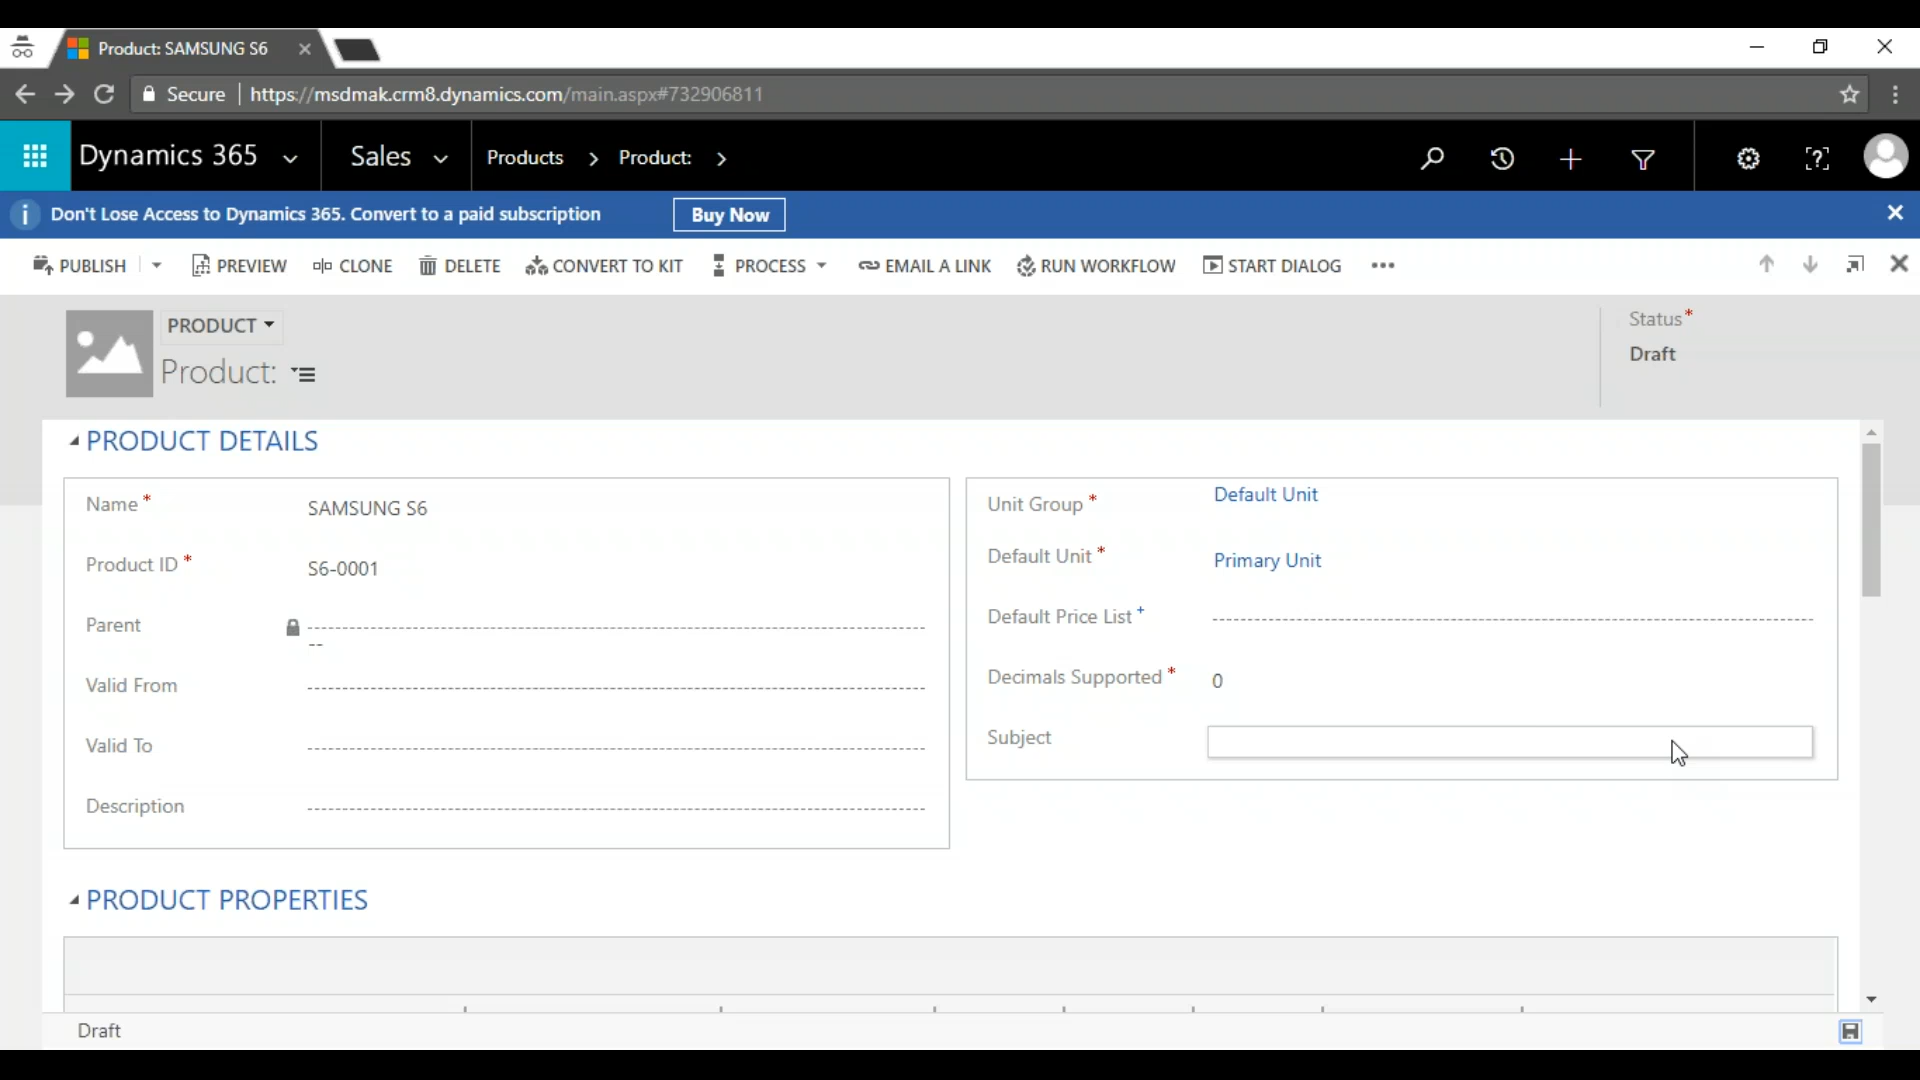 Product: SAMSUNG S6
Secure | https://msdmak.crm8.dynamics.com/main.aspx#732906811
Dynamics 365 Sales Products > Product: >
Don't Lose Access to Dynamics 365. Convert to a paid subscription Buy Now
PUBLISH PREVIEW CLONE DELETE CONVERT TO KIT PROCESS EMAIL A LINK RUN WORKFLOW START DIALOG •••
PRODUCT
Product:
Status*
Draft
PRODUCT DETAILS
Name* SAMSUNG S6
Product ID* S6-0001
Parent
--
Valid From
Valid To
Description
Unit Group* Default Unit
Default Unit* Primary Unit
Default Price List+
Decimals Supported* 0
Subject
PRODUCT PROPERTIES
Draft